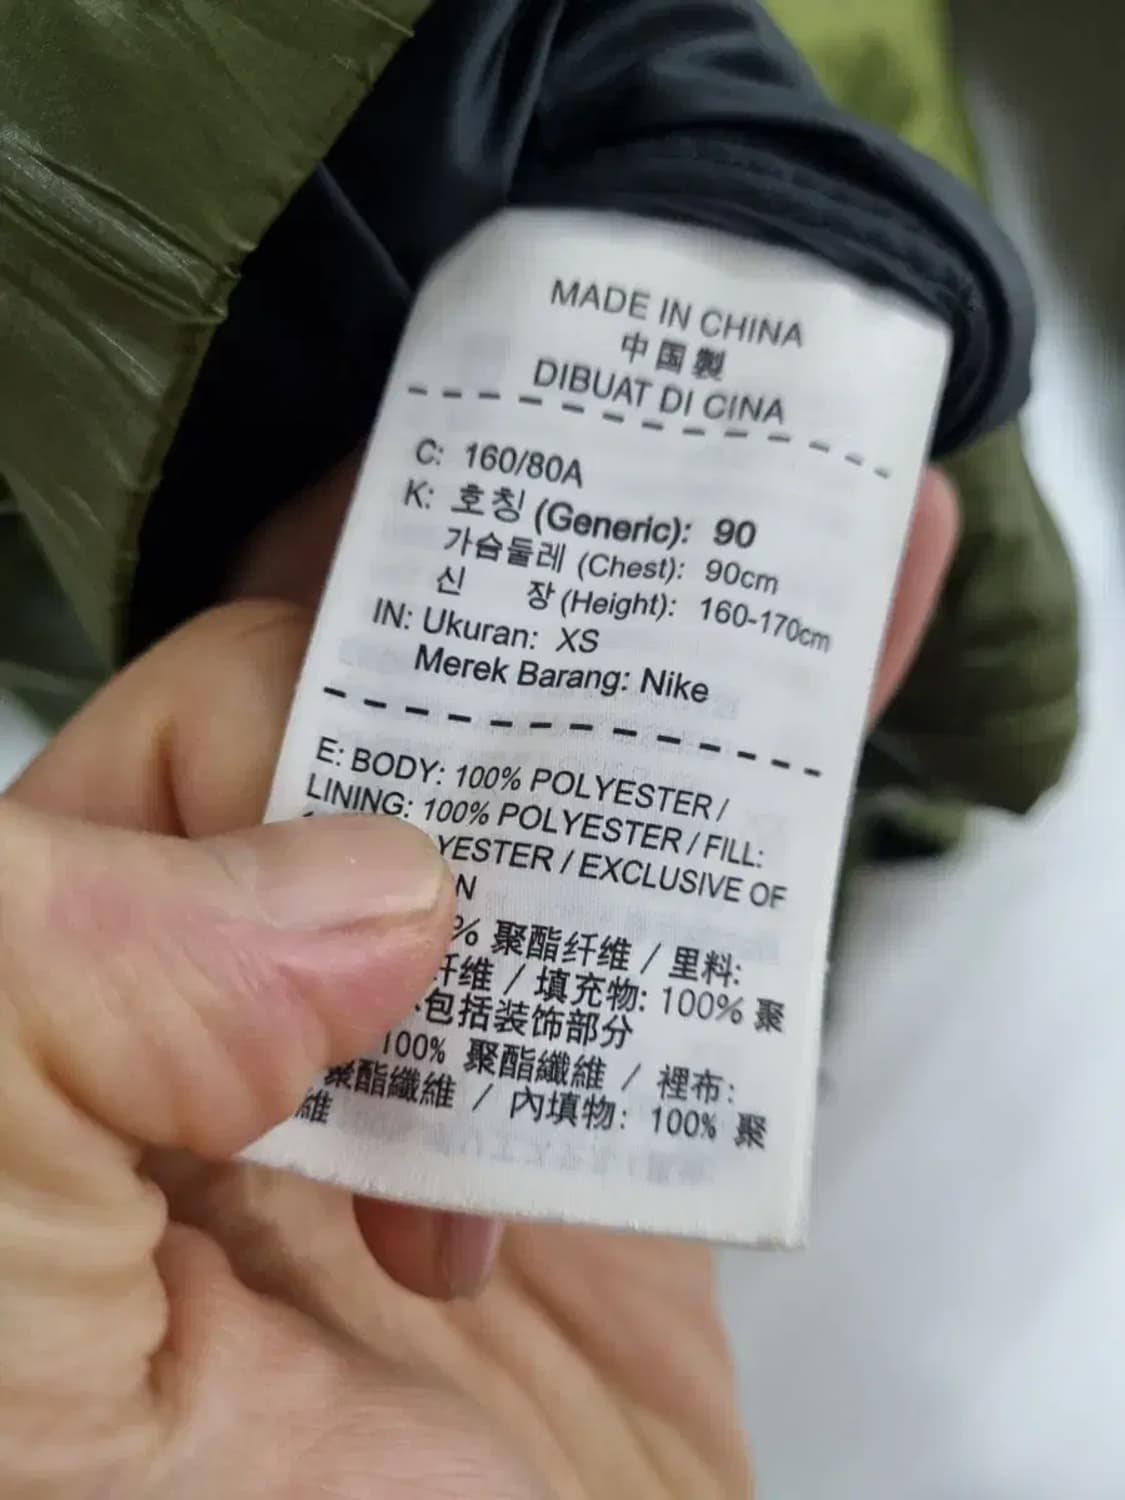 MADE IN CHINA
中国製
DIBUAT DI CINA
C: 160/80A
K: 호칭 (Generic): 90
가슴둘레 (Chest): 90cm
신 장 (Height): 160-170cm
IN: Ukuran: XS
Merek Barang: Nike
E: BODY: 100% POLYESTER /
LINING: 100% POLYESTER / FILL:
YESTER / EXCLUSIVE OF
N
% 聚酯纤维 / 里料:
纤维 / 填充物: 100% 聚
包括装饰部分
100% 聚酯纖維 / 裡布:
聚酯纖維 / 內填物: 100% 聚
維